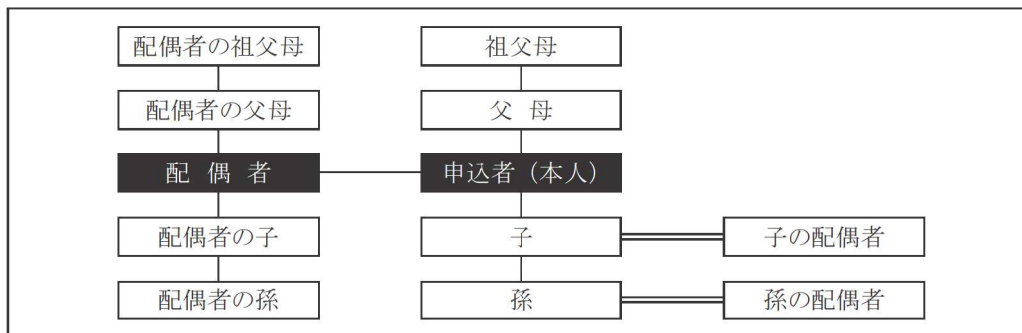 配偶者の祖父母 祖父母
配偶者の父母 父 母
配 偶 者 申込者（本人）
配偶者の子 子 子の配偶者
配偶者の孫 孫 孫の配偶者